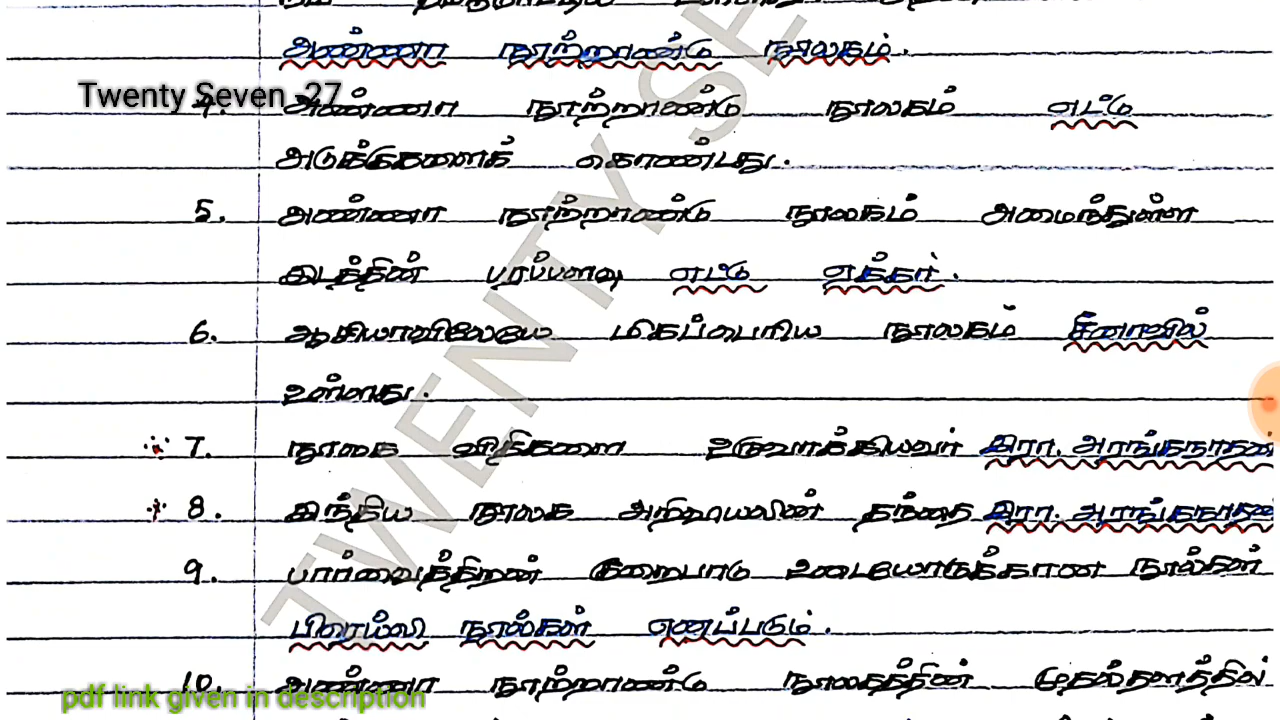 அண்ணா நூற்றாண்டு நூலகம்.
Twenty Seven -27
4. அண்ணா நூற்றாண்டு நூலகம் எட்டு
அடுக்குகளைக் கொண்டது.
5. அண்ணா நூற்றாண்டு நூலகம் அமைந்துள்ள
இடத்தின் பரப்பளவு எட்டு ஏக்கர்.
6. ஆசியாவிலேயே மிகப்பெரிய நூலகம் சீனாவில்
உள்ளது.
7. நூலக விதிகளை உருவாக்கியவர் இரா. அரங்கநாதன்
8. இந்திய நூலக அறிவியலின் தந்தை இரா. அரங்கநாதன்
9. பார்வைத்திறன் குறைபாடு உடையோருக்கான நூல்கள்
பிரெய்லி நூல்கள் எனப்படும்.
10. அண்ணா நூற்றாண்டு நூலகத்தின் முதல்தளத்தில்
pdf link given in description
TWENTY SE